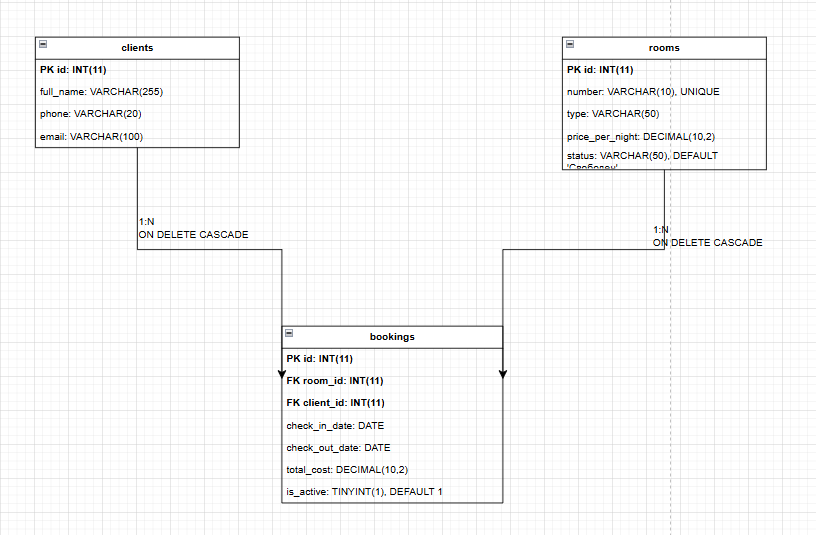 clients
PK id: INT(11)
full_name: VARCHAR(255)
phone: VARCHAR(20)
email: VARCHAR(100)
rooms
PK id: INT(11)
number: VARCHAR(10), UNIQUE
type: VARCHAR(50)
price_per_night: DECIMAL(10,2)
status: VARCHAR(50), DEFAULT
'Свободен'
1:N
ON DELETE CASCADE
1:N
ON DELETE CASCADE
bookings
PK id: INT(11)
FK room_id: INT(11)
FK client_id: INT(11)
check_in_date: DATE
check_out_date: DATE
total_cost: DECIMAL(10,2)
is_active: TINYINT(1), DEFAULT 1